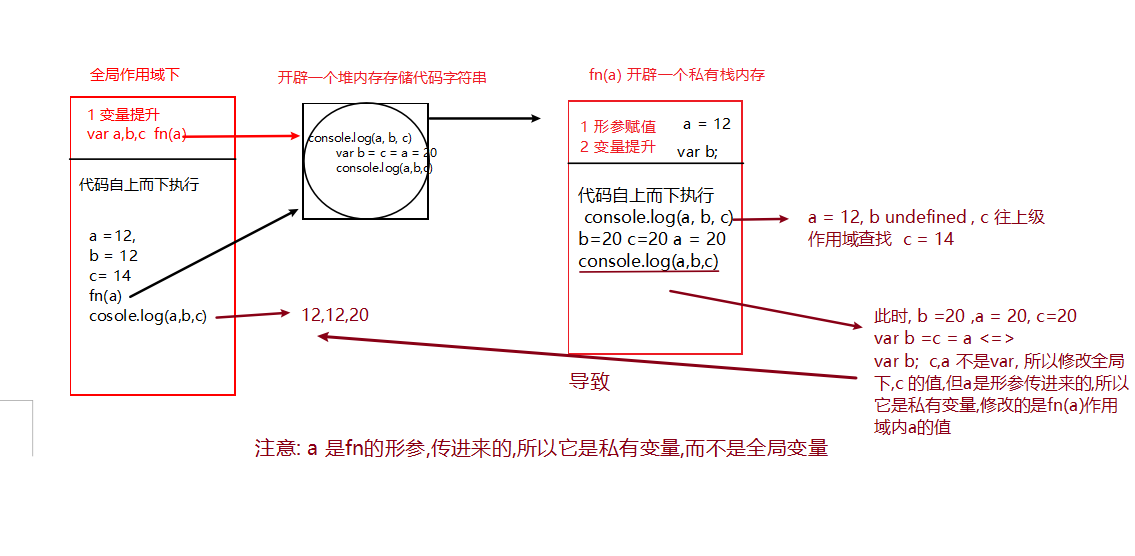 全局作用域下
1 变量提升
var a,b,c  fn(a)
代码自上而下执行
a =12,
b = 12
c= 14
fn(a)
cosole.log(a,b,c)
开辟一个堆内存存储代码字符串
console.log(a, b, c)
var b = c = a = 20
console.log(a,b,c)
12,12,20
fn(a) 开辟一个私有栈内存
1 形参赋值 a = 12
2 变量提升 var b;
代码自上而下执行
console.log(a, b, c)
b=20 c=20 a = 20
console.log(a,b,c)
a = 12, b undefined , c 往上级
作用域查找  c = 14
此时, b =20 ,a = 20, c=20
var b =c = a <=>
var b;  c,a 不是var, 所以修改全局
下,c 的值,但a是形参传进来的,所以
它是私有变量,修改的是fn(a)作用
域内a的值
导致
注意: a 是fn的形参,传进来的,所以它是私有变量,而不是全局变量